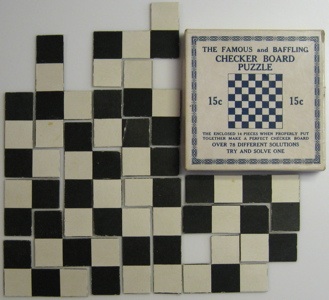 THE FAMOUS and BAFFLING
CHECKER BOARD
PUZZLE
15c 15c
THE ENCLOSED 14 PIECES WHEN PROPERLY PUT
TOGETHER MAKE A PERFECT CHECKER BOARD
OVER 78 DIFFERENT SOLUTIONS
TRY AND SOLVE ONE